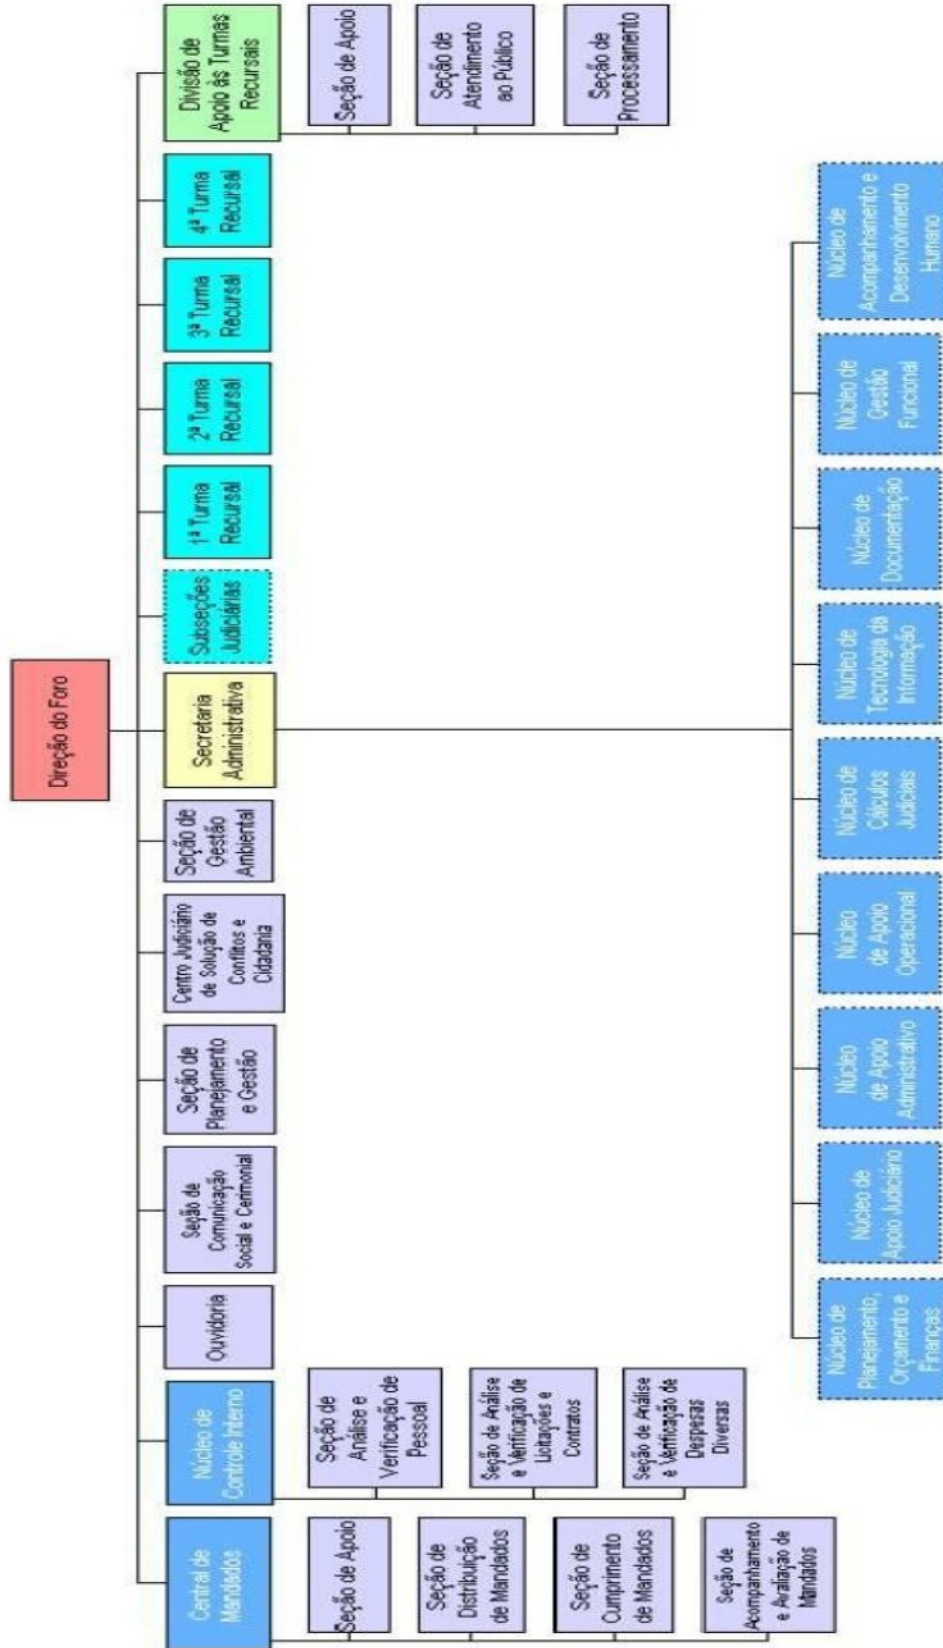 Direção do Foro
Central de
Mandados
Núcleo de
Controle Interno
Ouvidoria
Seção de
Comunicação
Social e Cerimonial
Seção de
Planejamento
e Gestão
Centro Judiciário
de Solução de
Conflitos e
Cidadania
Seção de
Gestão
Ambiental
Secretaria
Administrativa
Subseções
Judiciárias
1ª Turma
Recursal
2ª Turma
Recursal
3ª Turma
Recursal
4ª Turma
Recursal
Divisão de
Apoio às Turmas
Recursais
Seção de Apoio
Seção de
Distribuição
de Mandados
Seção de
Cumprimento
de Mandados
Seção de
Acompanhamento
e Avaliação de
Mandados
Seção de
Análise e
Verificação de
Pessoal
Seção de Análise
e Verificação de
Licitações e
Contratos
Seção de Análise
e Verificação de
Despesas
Diversas
Seção de Apoio
Seção de
Atendimento
ao Público
Seção de
Processamento
Núcleo de
Planejamento,
Orçamento e
Finanças
Núcleo de
Apoio Judiciário
Núcleo
de Apoio
Administrativo
Núcleo
de Apoio
Operacional
Núcleo de
Cálculos
Judiciais
Núcleo de
Tecnologia da
Informação
Núcleo de
Documentação
Núcleo de
Gestão
Funcional
Núcleo de
Acompanhamento e
Desenvolvimento
Humano